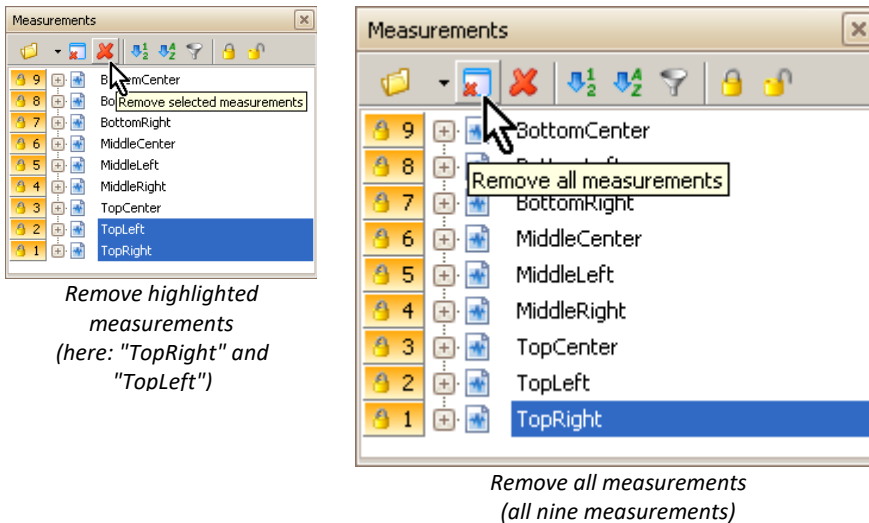 Measurements
9 B mCenter
8 Bo Remove selected measurements
7 BottomRight
6 MiddleCenter
5 MiddleLeft
4 MiddleRight
3 TopCenter
2 TopLeft
1 TopRight
Remove highlighted
measurements
(here: "TopRight" and
"TopLeft")
Measurements
9 BottomCenter
8
Remove all measurements
7 BottomRight
6 MiddleCenter
5 MiddleLeft
4 MiddleRight
3 TopCenter
2 TopLeft
1 TopRight
Remove all measurements
(all nine measurements)